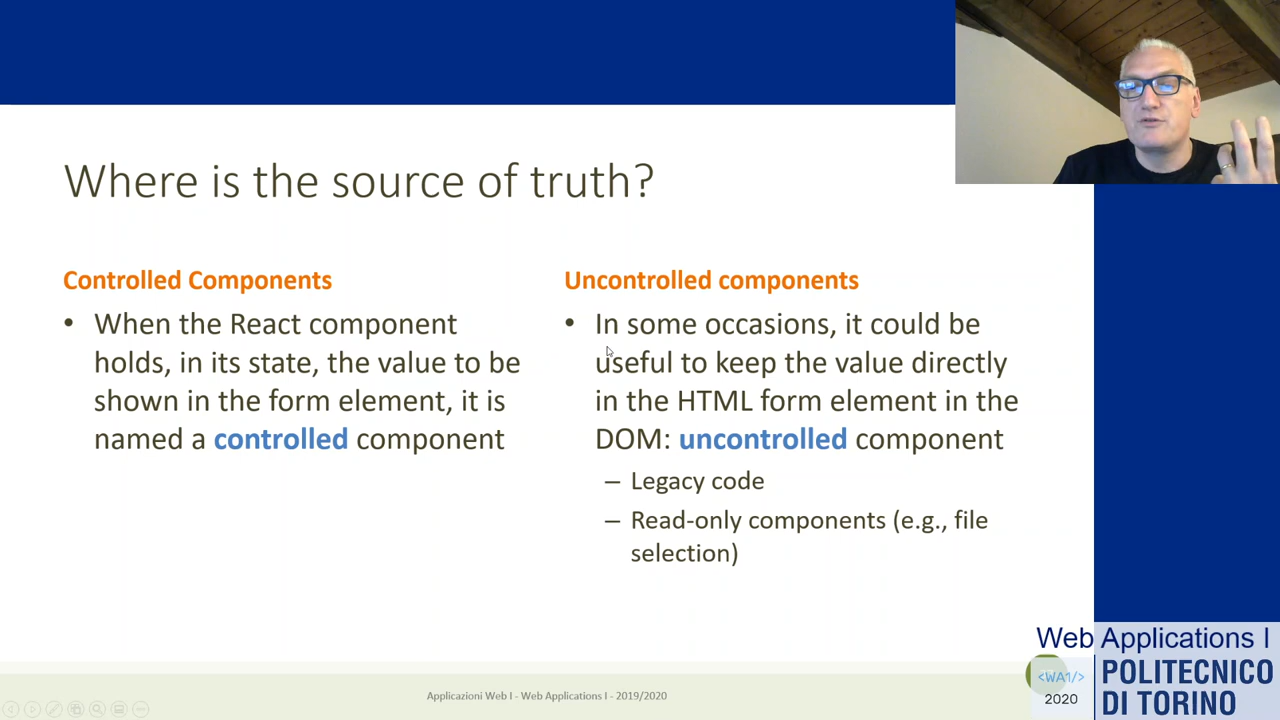 Where is the source of truth?
Controlled Components
• When the React component
holds, in its state, the value to be
shown in the form element, it is
named a controlled component
Uncontrolled components
• In some occasions, it could be
useful to keep the value directly
in the HTML form element in the
DOM: uncontrolled component
– Legacy code
– Read-only components (e.g., file
selection)
Applicazioni Web I - Web Applications I - 2019/2020
Web Applications I
<WA1/>
2020
POLITECNICO
DI TORINO